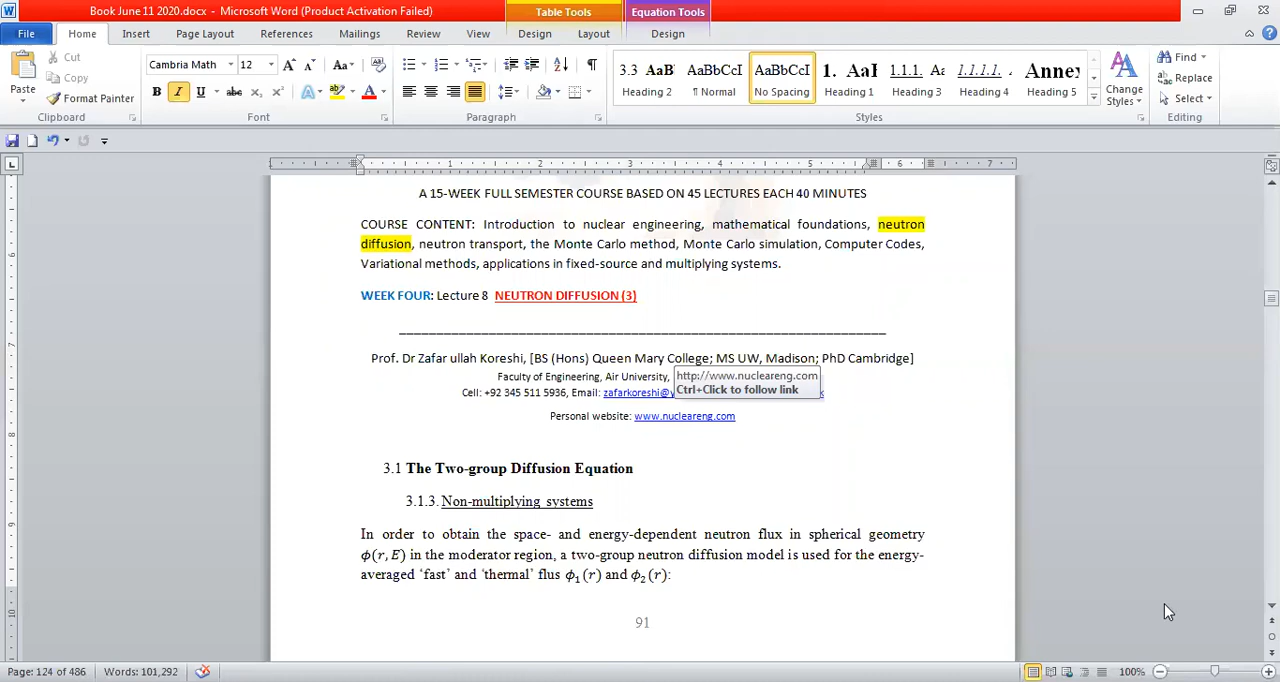 Book June 11 2020.docx - Microsoft Word (Product Activation Failed)
Table Tools
Equation Tools
File
Home
Insert
Page Layout
References
Mailings
Review
View
Design
Layout
Design
Paste
Cut
Copy
Format Painter
Clipboard
Cambria Math
12
Font
Paragraph
3.3 AaB
AaBbCcI
AaBbCcI
1. AaI
1.1.1. Aa
1.1.1.1.
Annex
Heading 2
¶ Normal
No Spacing
Heading 1
Heading 3
Heading 4
Heading 5
Styles
Change
Styles
Find
Replace
Select
Editing
1 1 2 3 4 5 6 7
A 15-WEEK FULL SEMESTER COURSE BASED ON 45 LECTURES EACH 40 MINUTES
COURSE CONTENT: Introduction to nuclear engineering, mathematical foundations, neutron
diffusion, neutron transport, the Monte Carlo method, Monte Carlo simulation, Computer Codes,
Variational methods, applications in fixed-source and multiplying systems.
WEEK FOUR: Lecture 8 NEUTRON DIFFUSION (3)
Prof. Dr Zafar ullah Koreshi, [BS (Hons) Queen Mary College; MS UW, Madison; PhD Cambridge]
Faculty of Engineering, Air University,
http://www.nucleareng.com
Ctrl+Click to follow link
Cell: +92 345 511 5936, Email: zafarkoreshi@y
Personal website: www.nucleareng.com
3.1 The Two-group Diffusion Equation
3.1.3. Non-multiplying systems
In order to obtain the space- and energy-dependent neutron flux in spherical geometry
ϕ(r, E) in the moderator region, a two-group neutron diffusion model is used for the energy-
averaged ‘fast’ and ‘thermal’ flus ϕ₁(r) and ϕ₂(r):
91
Page: 124 of 486
Words: 101,292
100%